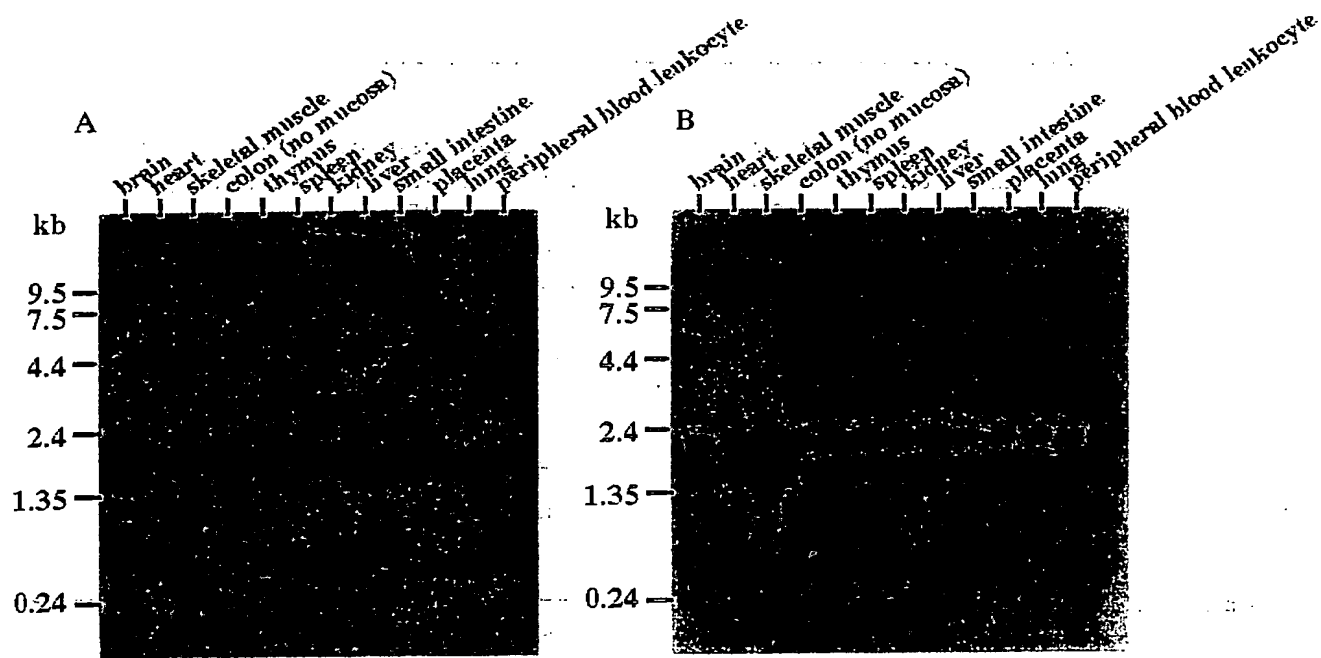 A
brain
heart
skeletal muscle
colon (no mucosa)
thymus
spleen
kidney
liver
small intestine
placenta
lung
peripheral blood leukocyte
kb
9.5
7.5
4.4
2.4
1.35
0.24
B
brain
heart
skeletal muscle
colon (no mucosa)
thymus
spleen
kidney
liver
small intestine
placenta
lung
peripheral blood leukocyte
kb
9.5
7.5
4.4
2.4
1.35
0.24